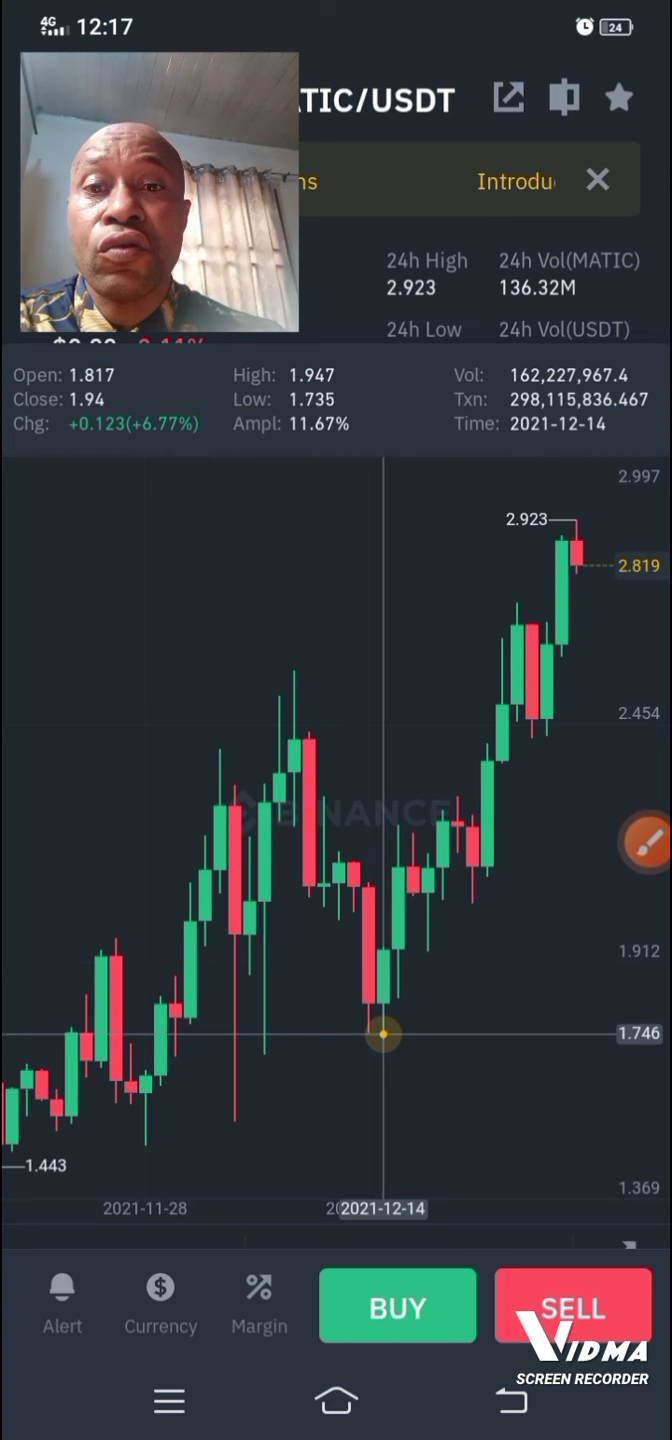 4G 12:17 24
TIC/USDT
ns Introdu
24h High 24h Vol(MATIC)
2.923 136.32M
24h Low 24h Vol(USDT)
Open: 1.817 High: 1.947 Vol: 162,227,967.4
Close: 1.94 Low: 1.735 Txn: 298,115,836.467
Chg: +0.123(+6.77%) Ampl: 11.67% Time: 2021-12-14
2.997
2.923
2.819
2.454
BINANCE
1.912
1.746
1.443
1.369
2021-11-28 2021-12-14
Alert Currency Margin BUY SELL
VIDMA
SCREEN RECORDER